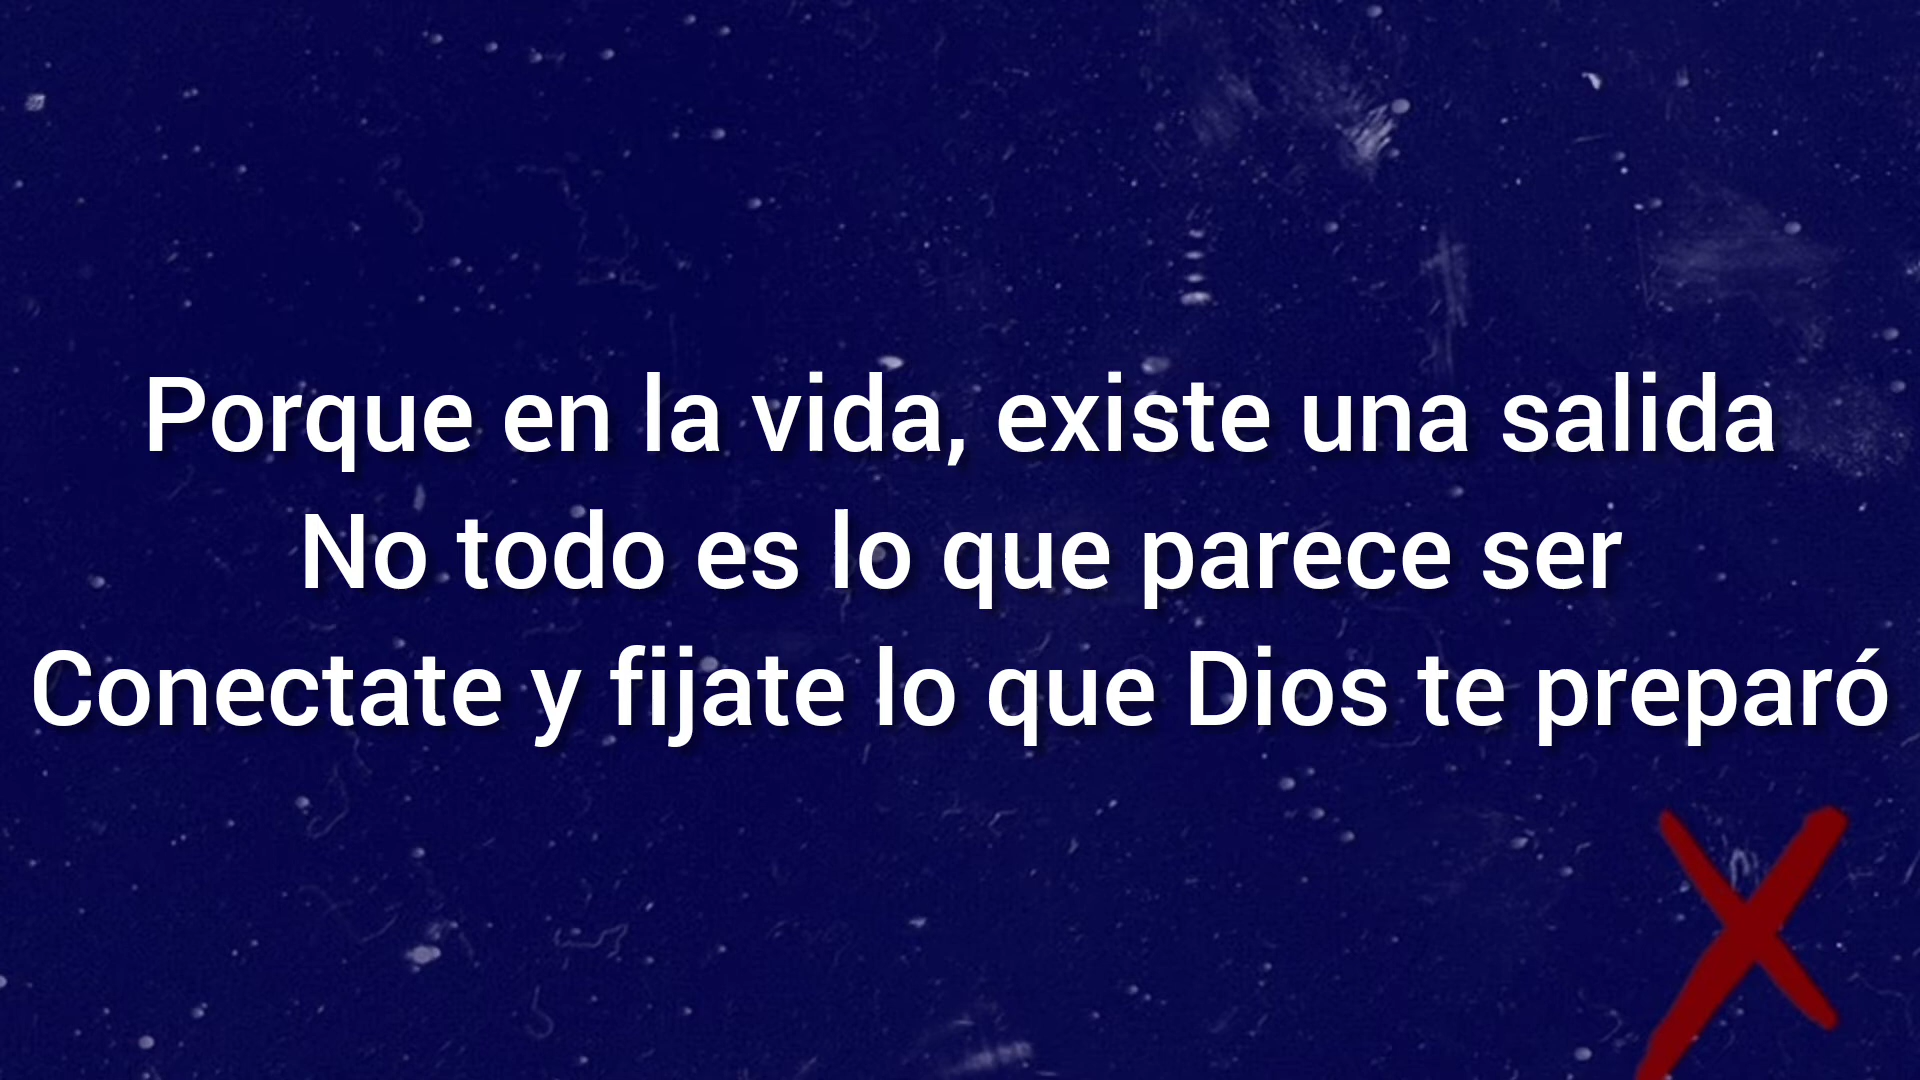 Porque en la vida, existe una salida
No todo es lo que parece ser
Conectate y fijate lo que Dios te preparó